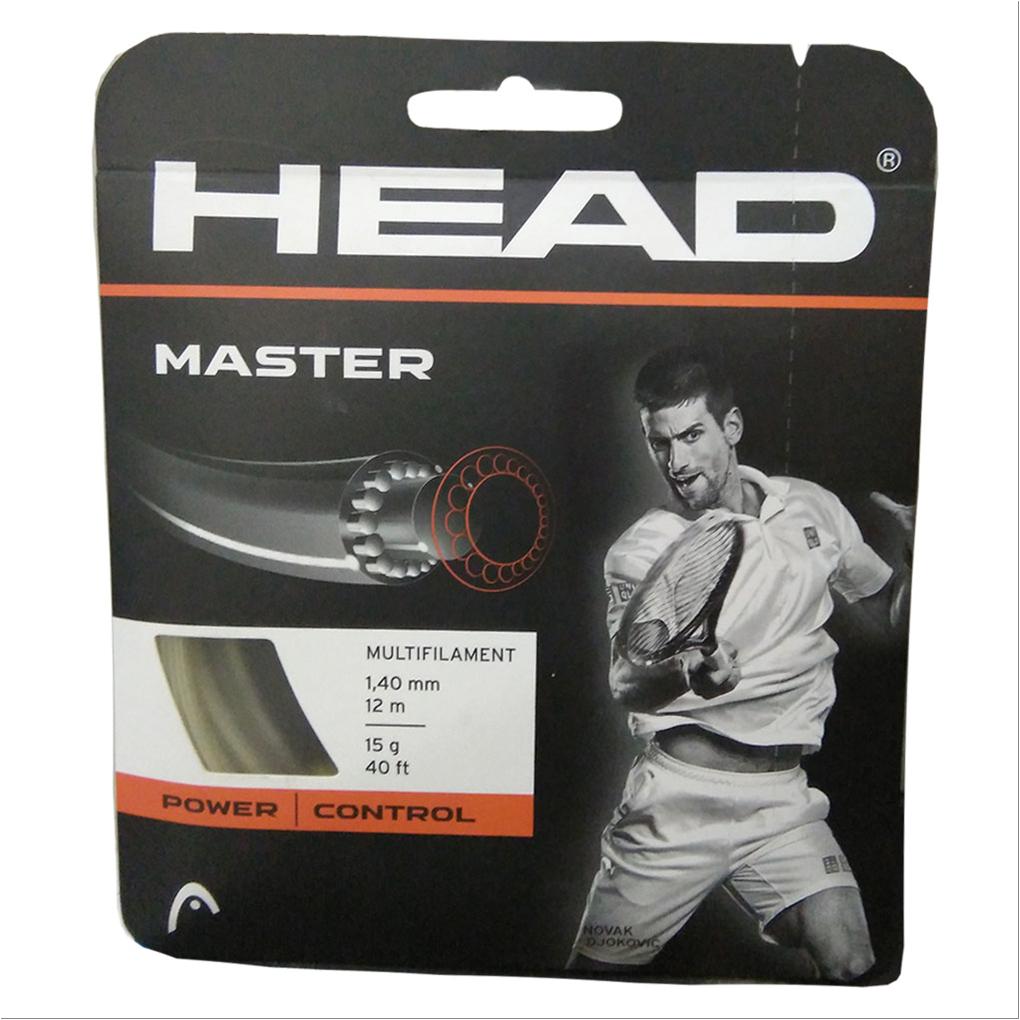 HEAD®
MASTER
MULTIFILAMENT
1,40 mm
12 m
15 g
40 ft
POWER | CONTROL
NOVAK
DJOKOVIC